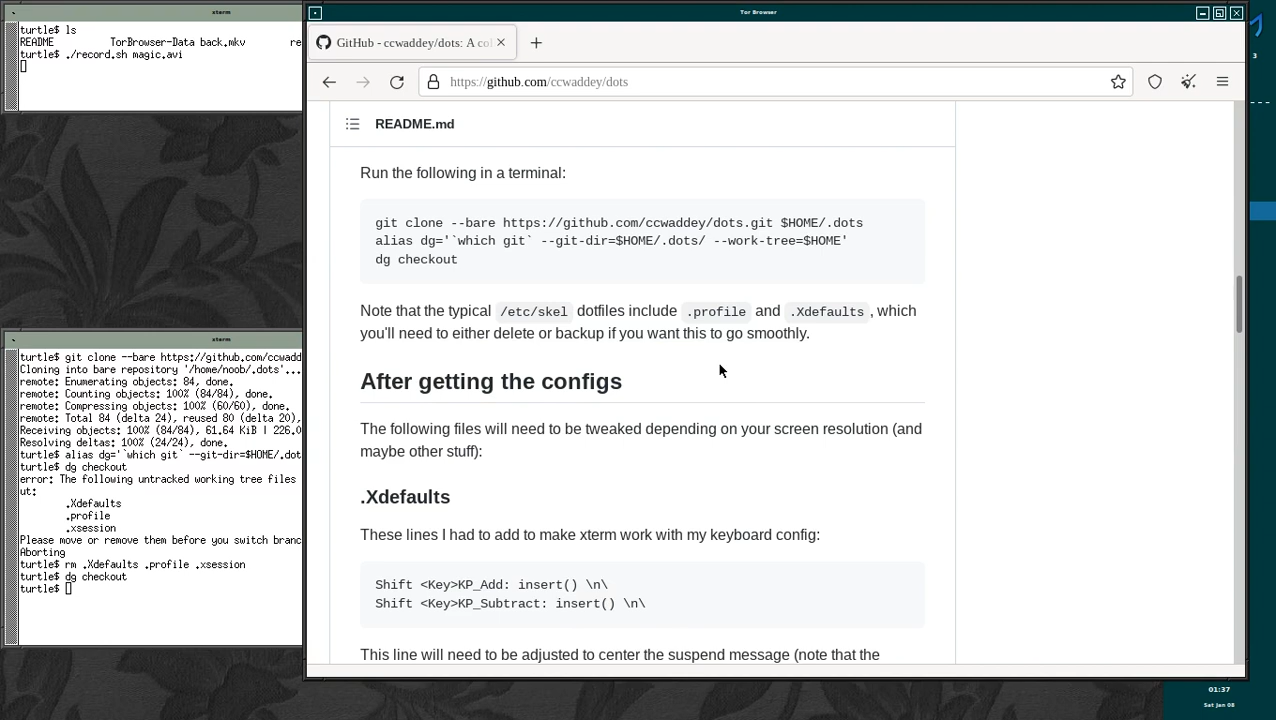 xterm
turtle$ ls
README       TorBrowser-Data back.mkv       re
turtle$ ./record.sh magic.avi
xterm
turtle$ git clone --bare https://github.com/ccwadd
Cloning into bare repository '/home/noob/.dots'...
remote: Enumerating objects: 84, done.
remote: Counting objects: 100% (84/84), done.
remote: Compressing objects: 100% (60/60), done.
remote: Total 84 (delta 24), reused 80 (delta 20),
Receiving objects: 100% (84/84), 61.64 KiB | 226.0
Resolving deltas: 100% (24/24), done.
turtle$ alias dg='`which git` --git-dir=$HOME/.dot
turtle$ dg checkout
error: The following untracked working tree files
ut:
.Xdefaults
.profile
.xsession
Please move or remove them before you switch branc
Aborting
turtle$ rm .Xdefaults .profile .xsession
turtle$ dg checkout
turtle$
Tor Browser
GitHub - ccwaddey/dots: A col
https://github.com/ccwaddey/dots
README.md
Run the following in a terminal:
git clone --bare https://github.com/ccwaddey/dots.git $HOME/.dots
alias dg='`which git` --git-dir=$HOME/.dots/ --work-tree=$HOME'
dg checkout
Note that the typical /etc/skel dotfiles include .profile and .Xdefaults, which
you'll need to either delete or backup if you want this to go smoothly.
After getting the configs
The following files will need to be tweaked depending on your screen resolution (and
maybe other stuff):
.Xdefaults
These lines I had to add to make xterm work with my keyboard config:
Shift <Key>KP_Add: insert() \n\
Shift <Key>KP_Subtract: insert() \n\
This line will need to be adjusted to center the suspend message (note that the
3
01:37
Sat Jan 08